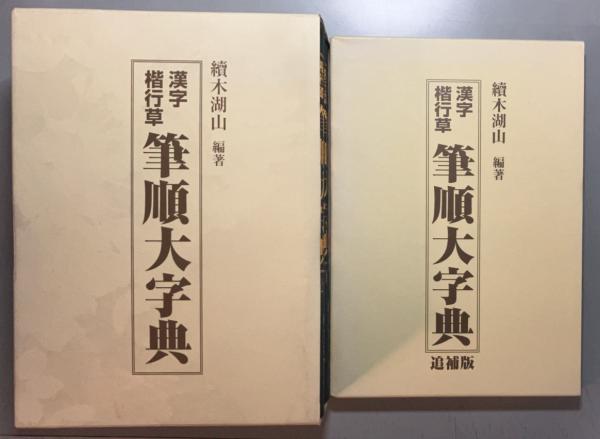 續木湖山 編著
漢字
楷行草
筆順大字典
續木湖山 編著
漢字
楷行草
筆順大字典
追補版